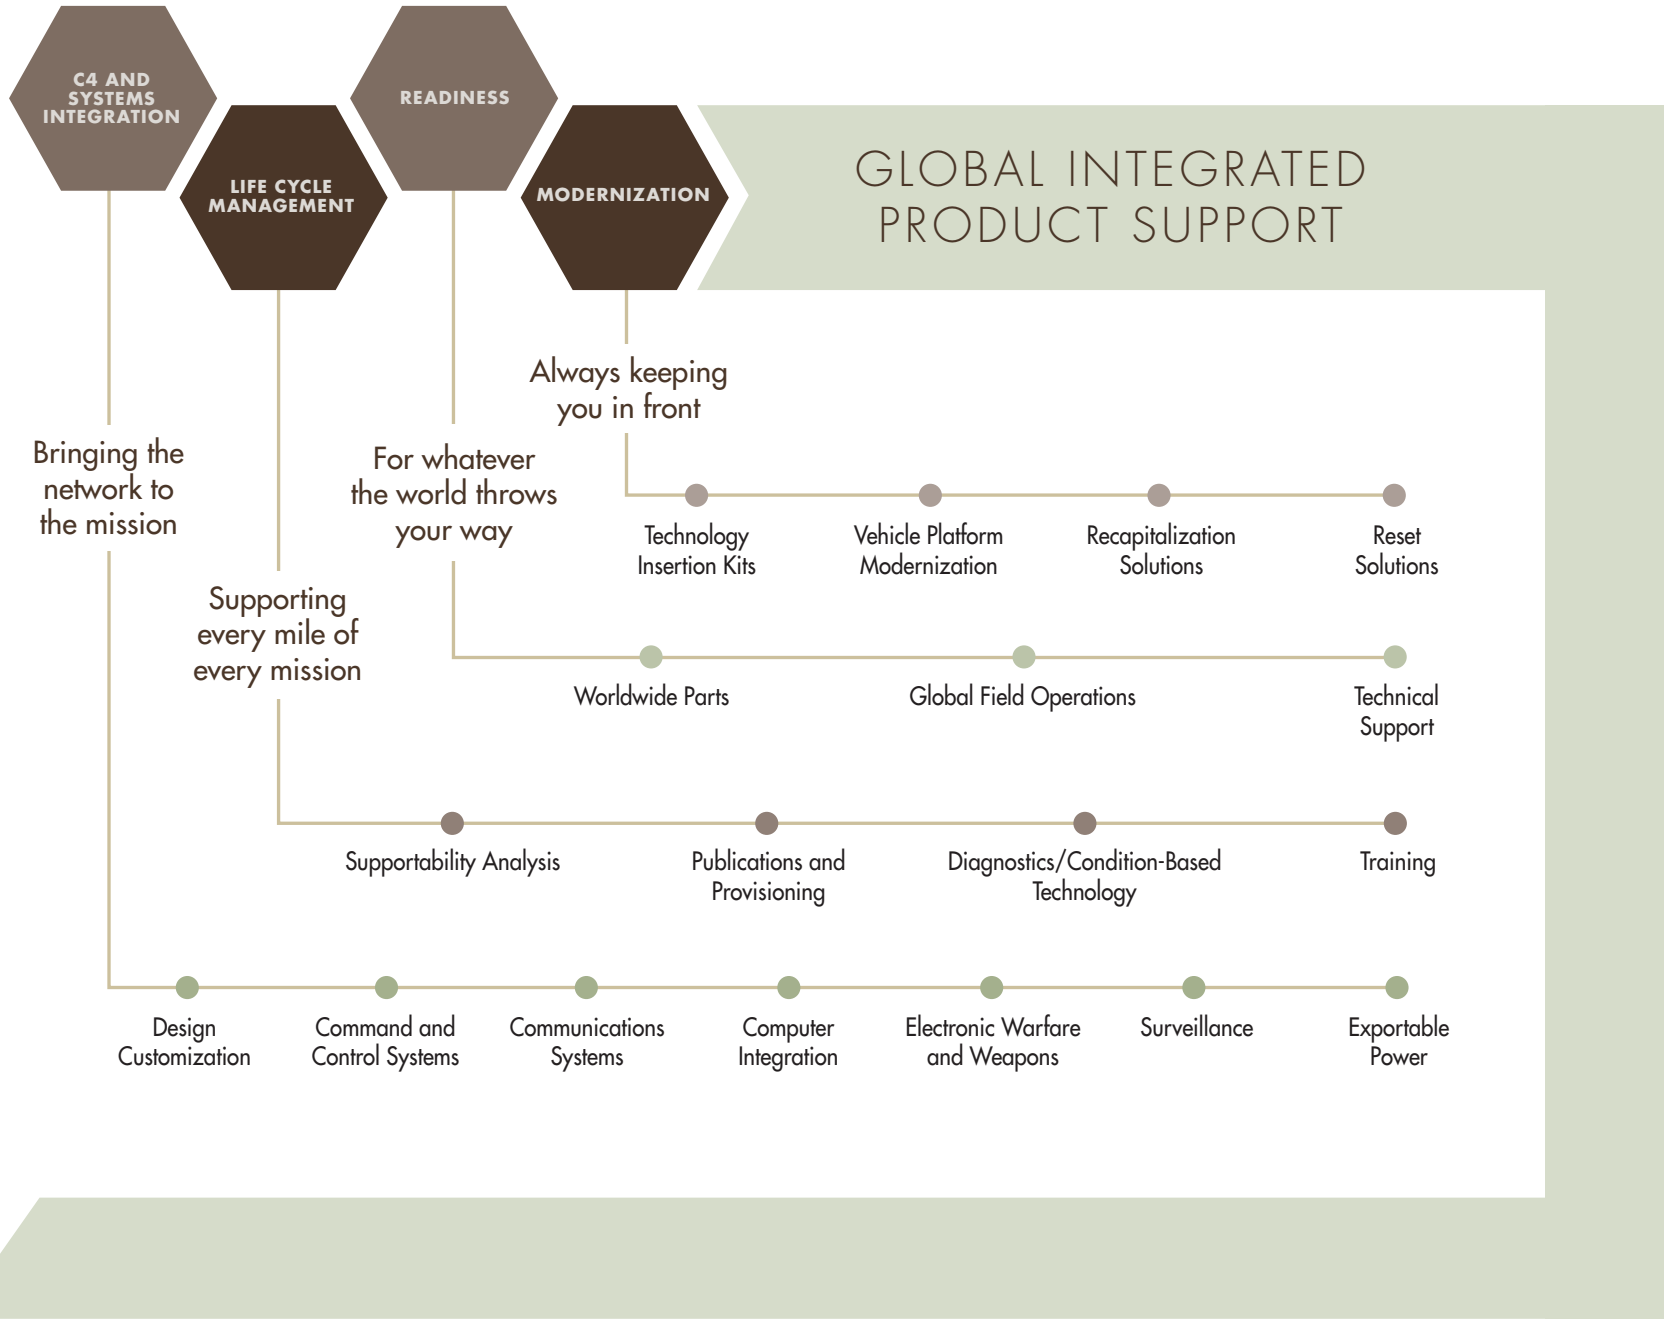 C4 AND
SYSTEMS
INTEGRATION
LIFE CYCLE
MANAGEMENT
READINESS
MODERNIZATION
GLOBAL INTEGRATED
PRODUCT SUPPORT
Always keeping
you in front
Bringing the
network to
the mission
For whatever
the world throws
your way
Supporting
every mile of
every mission
Technology
Insertion Kits
Vehicle Platform
Modernization
Recapitalization
Solutions
Reset
Solutions
Worldwide Parts
Global Field Operations
Technical
Support
Supportability Analysis
Publications and
Provisioning
Diagnostics/Condition-Based
Technology
Training
Design
Customization
Command and
Control Systems
Communications
Systems
Computer
Integration
Electronic Warfare
and Weapons
Surveillance
Exportable
Power